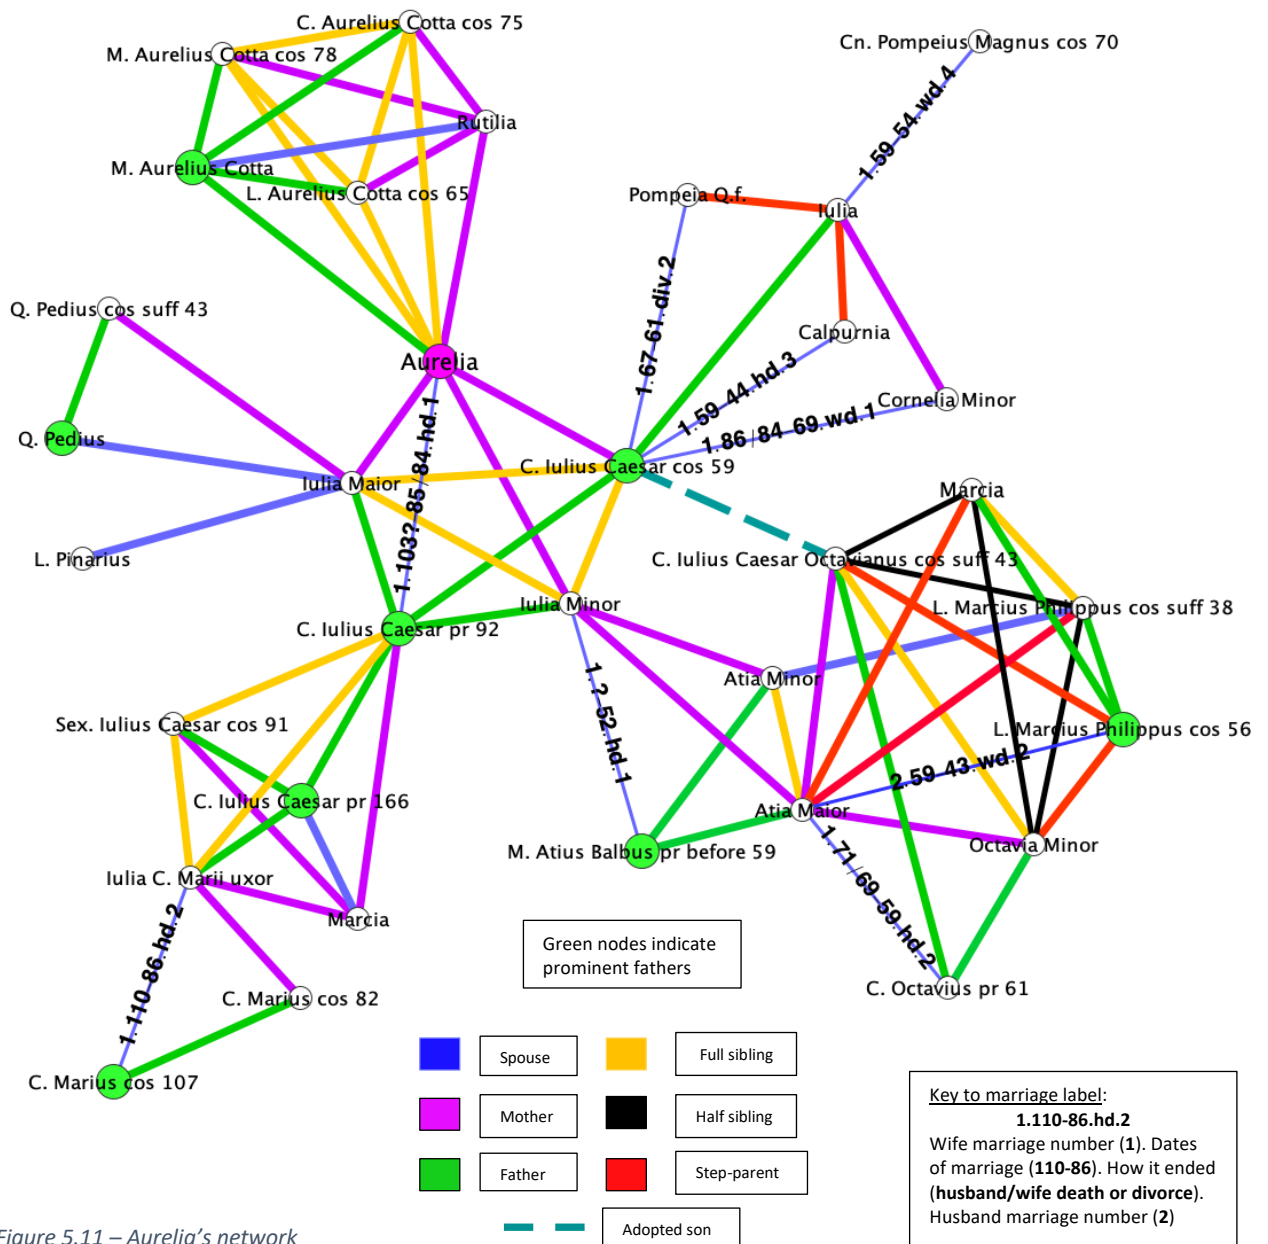 C. Aurelius Cotta cos 75
M. Aurelius Cotta cos 78
Cn. Pompeius Magnus cos 70
1.59-54.wd.4
Rutilia
M. Aurelius Cotta
L. Aurelius Cotta cos 65
Pompeia Q.f.
Iulia
Q. Pedius cos suff 43
1.67-61.div.2
Calpurnia
Aurelia
1.59-44.hd.3
Cornelia Minor
1.86/84-69.wd.1
Q. Pedius
1.103?-85/84.hd.1
C. Iulius Caesar cos 59
Iulia Maior
Marcia
L. Pinarius
C. Iulius Caesar Octavianus cos suff 43
Iulia Minor
L. Marcius Philippus cos suff 38
C. Iulius Caesar pr 92
1.?-52.hd.1
Atia Minor
Sex. Iulius Caesar cos 91
L. Marcius Philippus cos 56
2.59-43.wd.2
C. Iulius Caesar pr 166
Atia Maior
M. Atius Balbus pr before 59
Octavia Minor
1.71/69-59.hd.2
Iulia C. Marii uxor
Marcia
1.110-86.hd.2
C. Marius cos 82
C. Octavius pr 61
C. Marius cos 107
Green nodes indicate
prominent fathers
Spouse
Full sibling
Mother
Half sibling
Father
Step-parent
Adopted son
Key to marriage label:
1.110-86.hd.2
Wife marriage number (1). Dates
of marriage (110-86). How it ended
(husband/wife death or divorce).
Husband marriage number (2)
Figure 5.11 – Aurelia's network